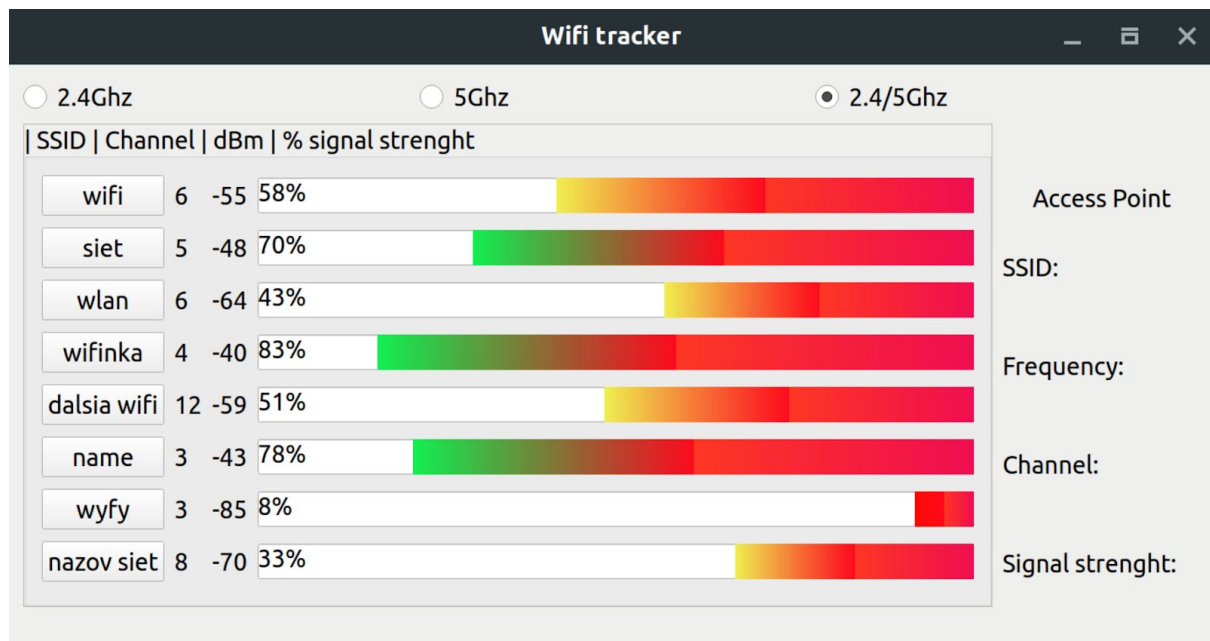 Wifi tracker
2.4Ghz 5Ghz 2.4/5Ghz
| SSID | Channel | dBm | % signal strenght
wifi 6 -55 58%
Access Point
siet 5 -48 70%
SSID:
wlan 6 -64 43%
wifinka 4 -40 83%
Frequency:
dalsia wifi 12 -59 51%
name 3 -43 78%
Channel:
wyfy 3 -85 8%
nazov siet 8 -70 33%
Signal strenght: